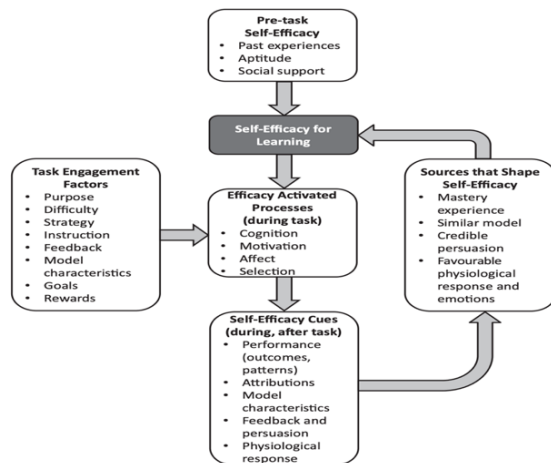 Pre-task
Self-Efficacy
• Past experiences
• Aptitude
• Social support
Self-Efficacy for
Learning
Task Engagement
Factors
• Purpose
• Difficulty
• Strategy
• Instruction
• Feedback
• Model
characteristics
• Goals
• Rewards
Efficacy Activated
Processes
(during task)
• Cognition
• Motivation
• Affect
• Selection
Sources that Shape
Self-Efficacy
• Mastery
experience
• Similar model
• Credible
persuasion
• Favourable
physiological
response and
emotions
Self-Efficacy Cues
(during, after task)
• Performance
(outcomes,
patterns)
• Attributions
• Model
characteristics
• Feedback and
persuasion
• Physiological
response